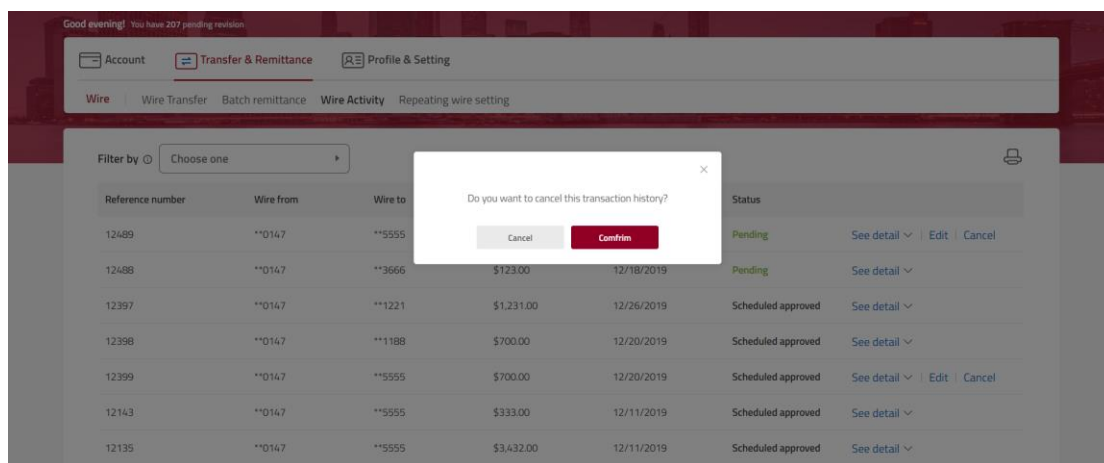 Good evening! You have 207 pending revision
Account Transfer & Remittance Profile & Setting
Wire Wire Transfer Batch remittance Wire Activity Repeating wire setting
Filter by Choose one
Do you want to cancel this transaction history?
Cancel Comfrim
Reference number Wire from Wire to Status
12489 **0147 **5555 Pending See detail Edit Cancel
12488 **0147 **3666 $123.00 12/18/2019 Pending See detail
12397 **0147 **1221 $1,231.00 12/26/2019 Scheduled approved See detail
12398 **0147 **1188 $700.00 12/20/2019 Scheduled approved See detail
12399 **0147 **5555 $700.00 12/20/2019 Scheduled approved See detail Edit Cancel
12143 **0147 **5555 $333.00 12/11/2019 Scheduled approved See detail
12135 **0147 **5555 $3,432.00 12/11/2019 Scheduled approved See detail